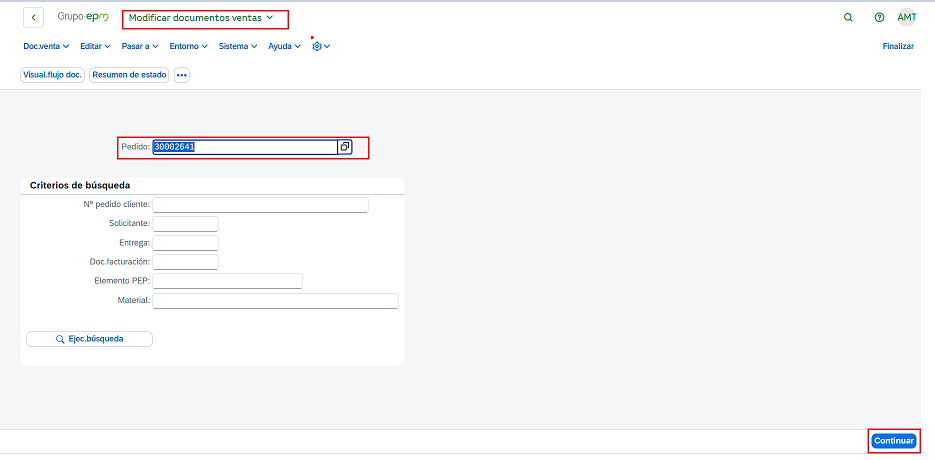 Grupo·epm Modificar documentos ventas AMT
Doc.venta Editar Pasar a Entorno Sistema Ayuda Finalizar
Visual.flujo doc. Resumen de estado
Pedido: 30002641
Criterios de búsqueda
Nº pedido cliente:
Solicitante:
Entrega:
Doc.facturación:
Elemento PEP:
Material:
Ejec.búsqueda
Continuar